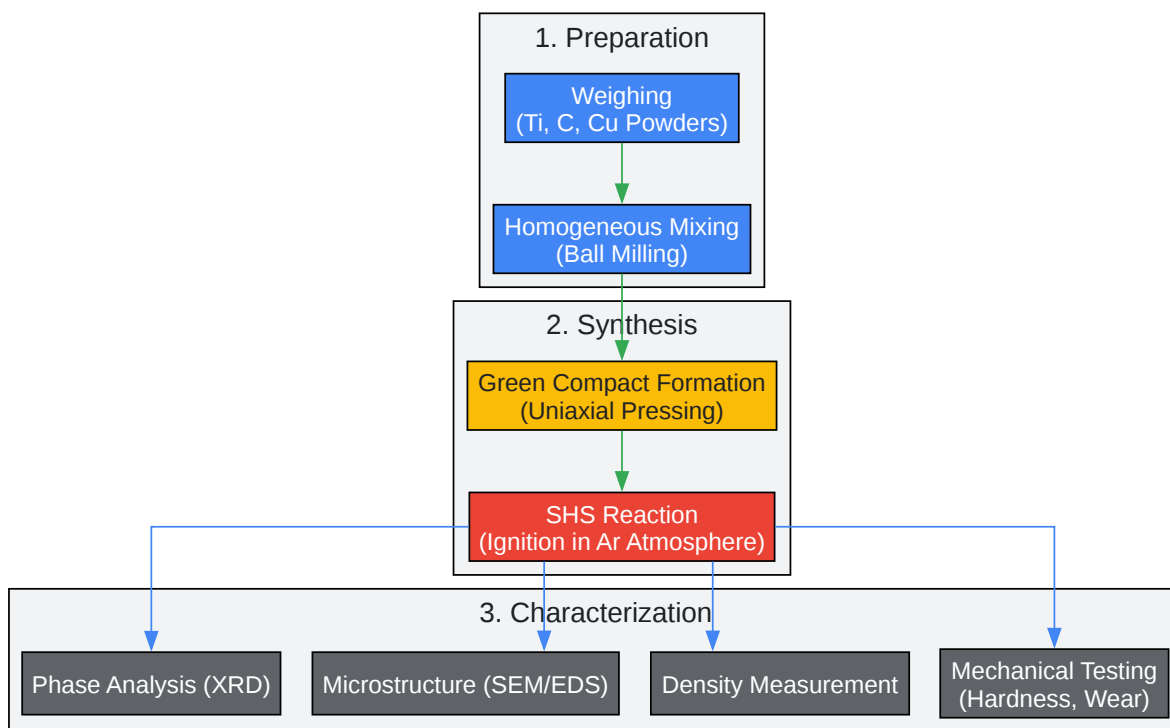 1. Preparation
Weighing
(Ti, C, Cu Powders)
Homogeneous Mixing
(Ball Milling)
2. Synthesis
Green Compact Formation
(Uniaxial Pressing)
SHS Reaction
(Ignition in Ar Atmosphere)
3. Characterization
Phase Analysis (XRD)
Microstructure (SEM/EDS)
Density Measurement
Mechanical Testing
(Hardness, Wear)